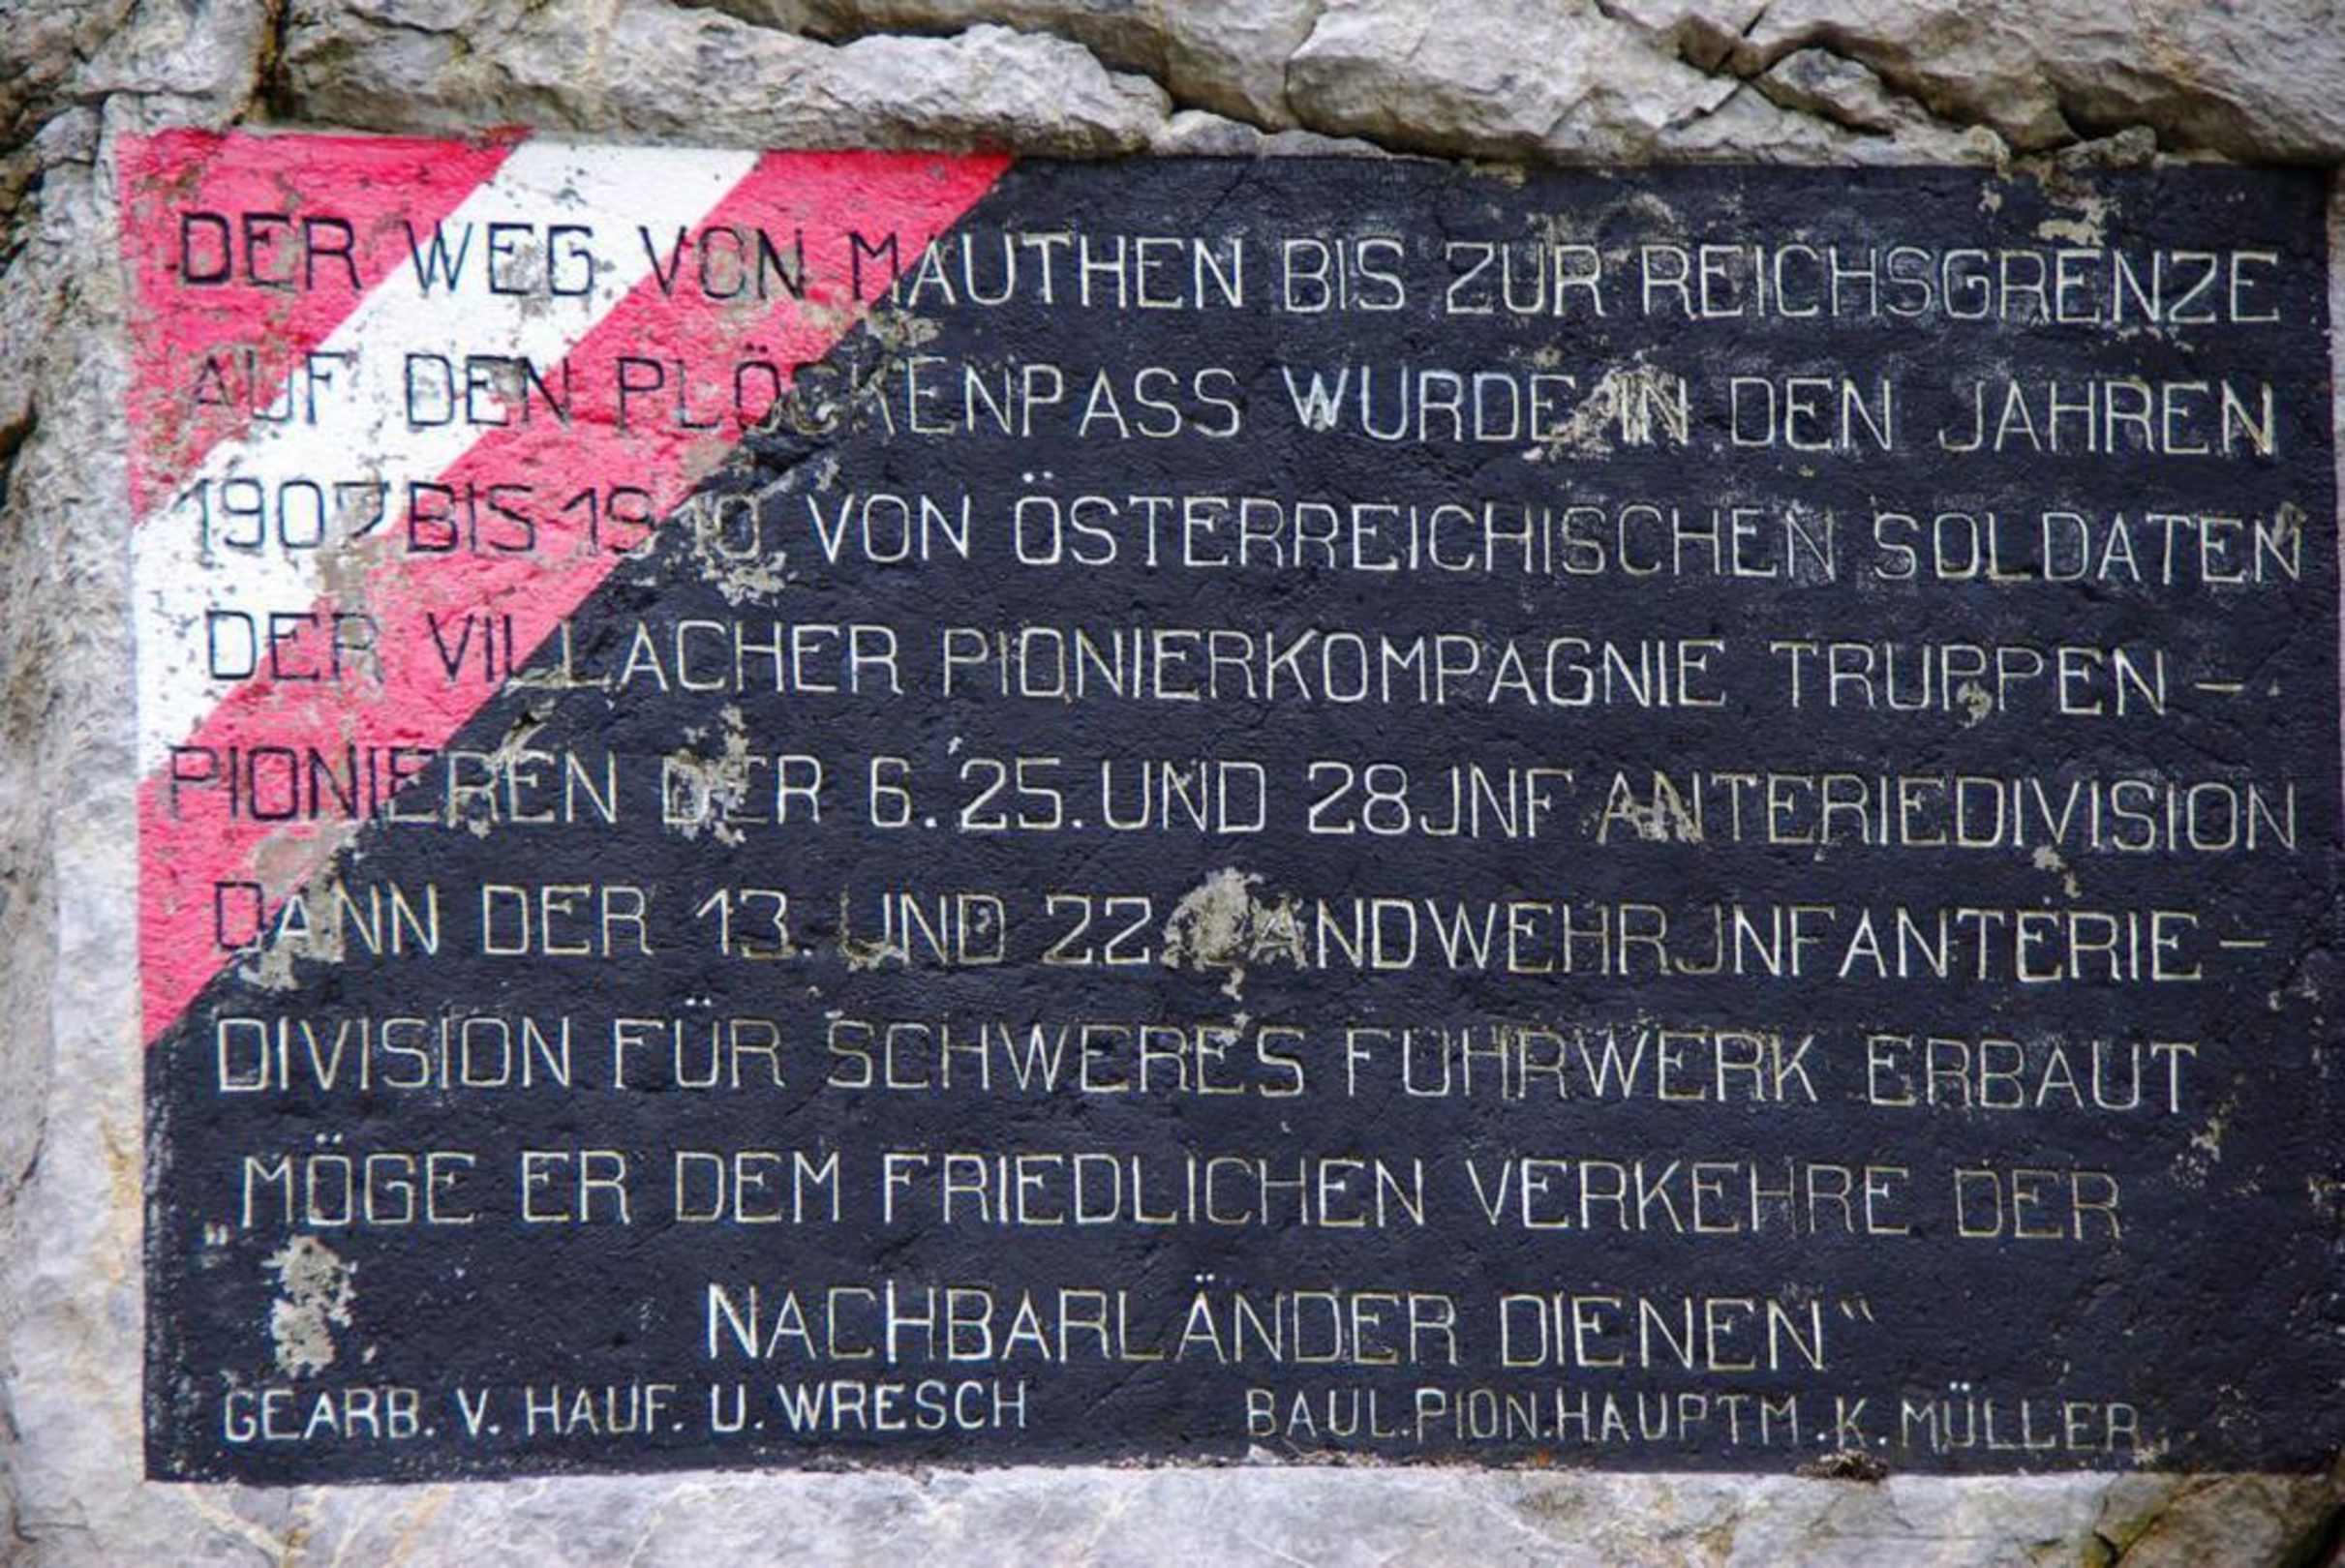 DER WEG VON MAUTHEN BIS ZUR REICHSGRENZE
AUF DEN PLÖCKENPASS WURDE IN DEN JAHREN
1907 BIS 1910 VON ÖSTERREICHISCHEN SOLDATEN
DER VILLACHER PIONIERKOMPAGNIE TRUPPEN-
PIONIEREN DER 6. 25. UND 28 JNFANTERIEDIVISION
DANN DER 13. UND 22. LANDWEHRJNFANTERIE-
DIVISION FÜR SCHWERES FUHRWERK ERBAUT
„MÖGE ER DEM FRIEDLICHEN VERKEHRE DER
NACHBARLÄNDER DIENEN“
GEARB. V. HAUF. U. WRESCH BAUL.PION.HAUPTM.K.MÜLLER